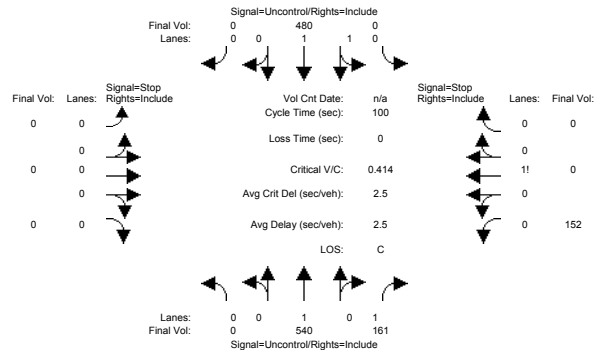 Signal=Uncontrol/Rights=Include
Final Vol: 0 480 0
Lanes: 0 0 1 1 0
Signal=Stop
Final Vol: Lanes: Rights=Include
Vol Cnt Date: n/a
Signal=Stop
Rights=Include Lanes: Final Vol:
Cycle Time (sec): 100
0 0
0 0
Loss Time (sec): 0
0
0
0 0
Critical V/C: 0.414
1! 0
0
Avg Crit Del (sec/veh): 2.5
0
0 0
Avg Delay (sec/veh): 2.5
0 152
LOS: C
Lanes: 0 0 1 0 1
Final Vol: 0 540 161
Signal=Uncontrol/Rights=Include